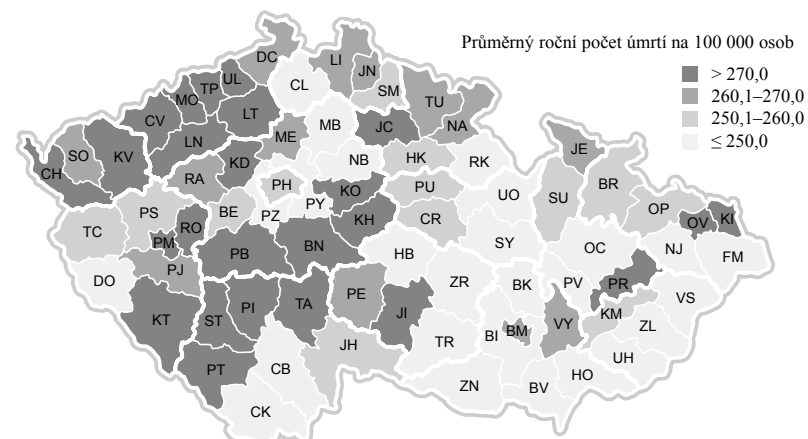 Průměrný roční počet úmrtí na 100 000 osob
> 270,0
260,1–270,0
250,1–260,0
≤ 250,0
DC
LI
JN
SM
TU
NA
UL
TP
MO
CV
LT
CL
LN
ME
MB
JC
SO
KV
CH
RA
KD
NB
HK
RK
JE
PH
KO
PU
UO
SU
BR
OP
OV
KI
TC
PS
RO
BE
PZ
PY
KH
CR
PM
PB
BN
HB
SY
OC
NJ
FM
DO
PJ
KT
ST
PI
TA
PE
JI
ZR
BK
PV
PR
VS
KM
ZL
PT
CB
JH
TR
BI
BM
VY
UH
CK
ZN
BV
HO